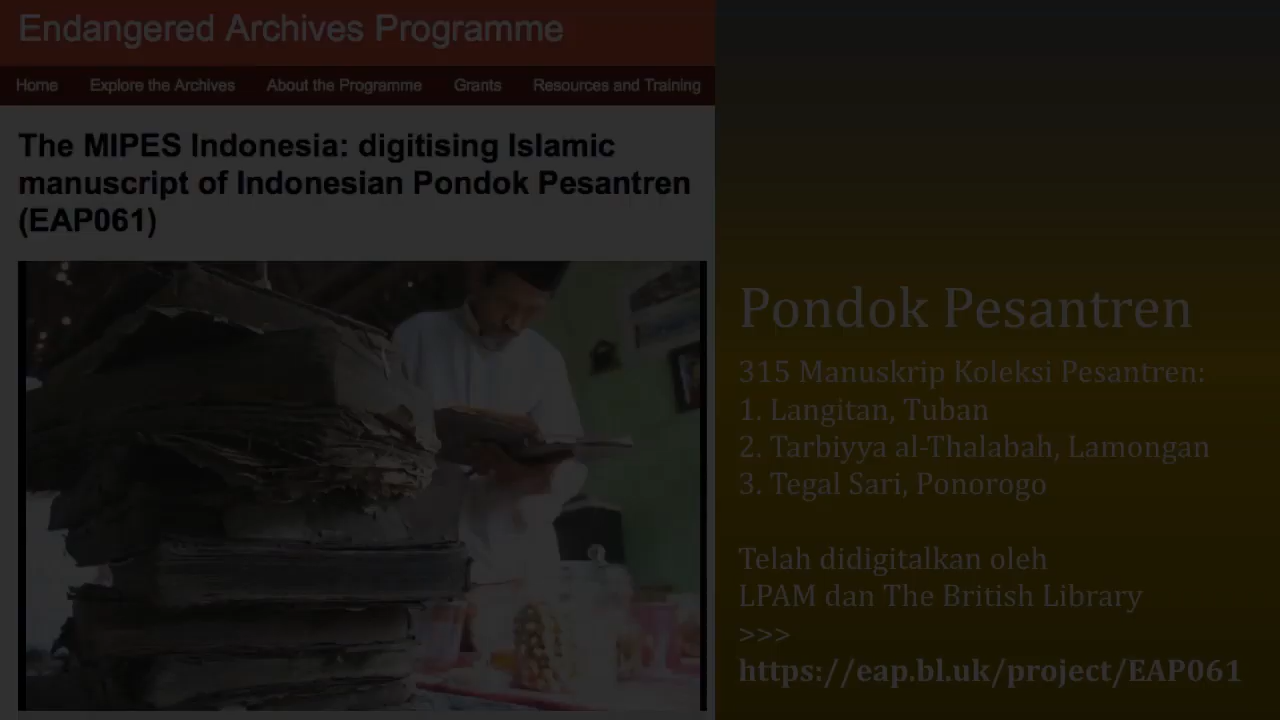 Endangered Archives Programme
Home Explore the Archives About the Programme Grants Resources and Training
The MIPES Indonesia: digitising Islamic
manuscript of Indonesian Pondok Pesantren
(EAP061)
Pondok Pesantren
315 Manuskrip Koleksi Pesantren:
1. Langitan, Tuban
2. Tarbiyya al-Thalabah, Lamongan
3. Tegal Sari, Ponorogo
Telah didigitalkan oleh
LPAM dan The British Library
>>>
https://eap.bl.uk/project/EAP061